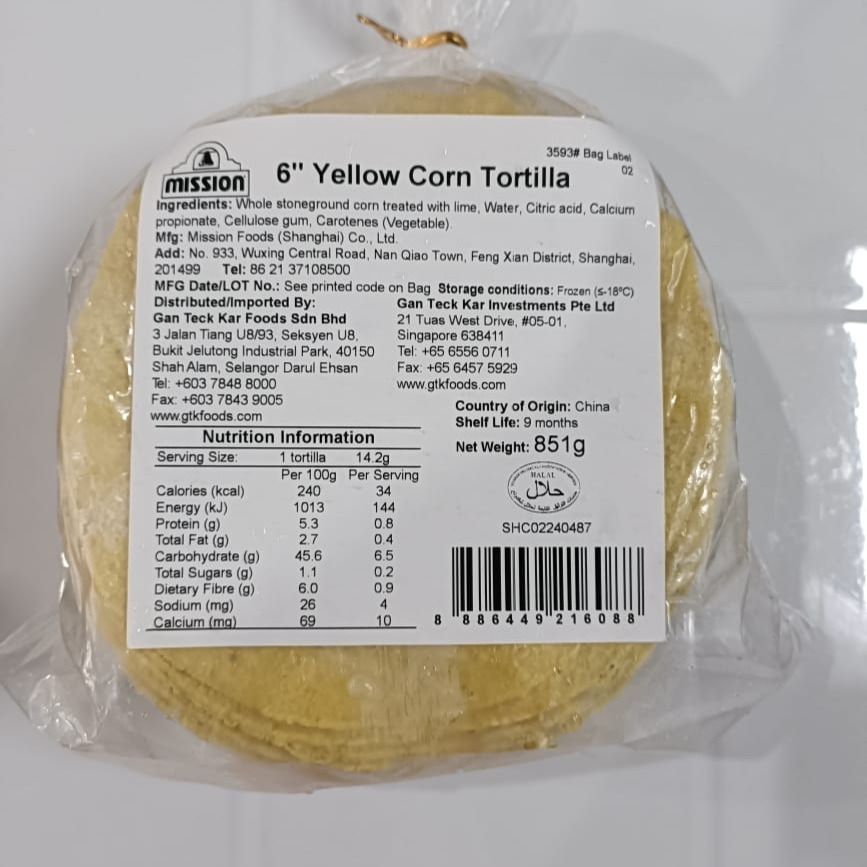 3593# Bag Label
02
MISSION
6" Yellow Corn Tortilla
Ingredients: Whole stoneground corn treated with lime, Water, Citric acid, Calcium
propionate, Cellulose gum, Carotenes (Vegetable).
Mfg: Mission Foods (Shanghai) Co., Ltd.
Add: No. 933, Wuxing Central Road, Nan Qiao Town, Feng Xian District, Shanghai,
201499 Tel: 86 21 37108500
MFG Date/LOT No.: See printed code on Bag Storage conditions: Frozen (≤-18°C)
Distributed/Imported By:
Gan Teck Kar Foods Sdn Bhd
3 Jalan Tiang U8/93, Seksyen U8,
Bukit Jelutong Industrial Park, 40150
Shah Alam, Selangor Darul Ehsan
Tel: +603 7848 8000
Fax: +603 7843 9005
www.gtkfoods.com
Gan Teck Kar Investments Pte Ltd
21 Tuas West Drive, #05-01,
Singapore 638411
Tel: +65 6556 0711
Fax: +65 6457 5929
www.gtkfoods.com
Country of Origin: China
Shelf Life: 9 months
Net Weight: 851g
HALAL
حلال
SHC02240487
8 886449 216088
Nutrition Information
Serving Size: 1 tortilla 14.2g
Per 100g Per Serving
Calories (kcal) 240 34
Energy (kJ) 1013 144
Protein (g) 5.3 0.8
Total Fat (g) 2.7 0.4
Carbohydrate (g) 45.6 6.5
Total Sugars (g) 1.1 0.2
Dietary Fibre (g) 6.0 0.9
Sodium (mg) 26 4
Calcium (mg) 69 10